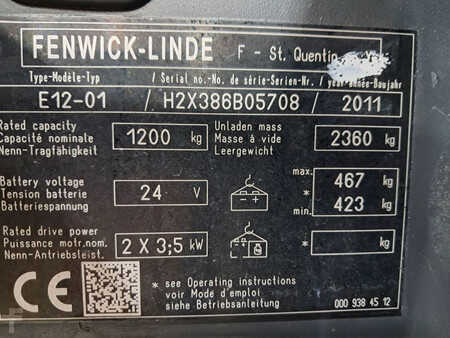 FENWICK-LINDE F - St. Quentin
Type-Modèle-Typ / Serial no.-No. de série-Serien-Nr. / year-année-Baujahr
E12-01 / H2X386B05708 / 2011
Rated capacity
Capacité nominale
Nenn-Tragfähigkeit
1200 kg
Unladen mass
Masse à vide
Leergewicht
2360 kg
Battery voltage
Tension batterie
Batteriespannung
24 V
max. 467 kg
*
min. 423 kg
Rated drive power
Puissance motr.nom.
Nenn-Antriebsleist.
2 X 3;5 kW
* kg
CE
* see Operating instructions
voir Mode d'emploi
siehe Betriebsanleitung
000 938 45 12